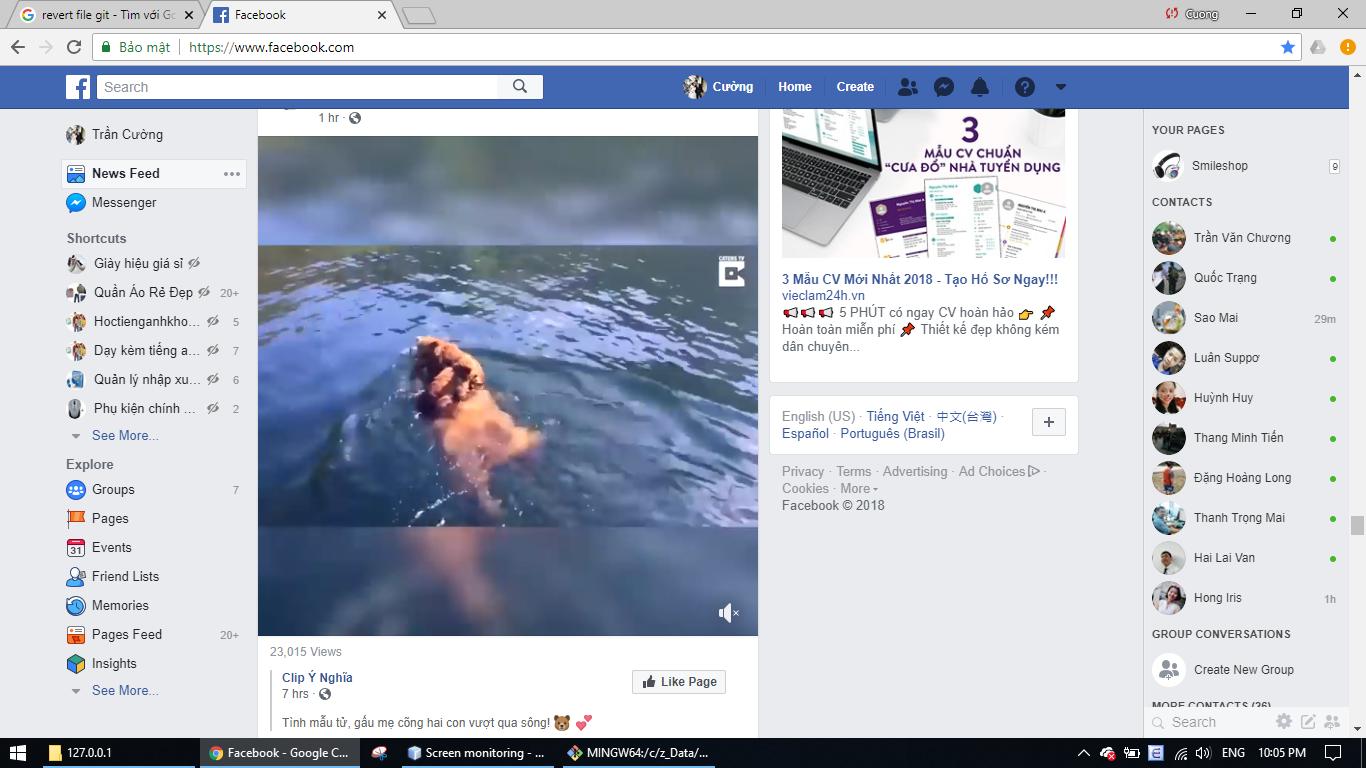 revert file git - Tìm với Go
Facebook
Cuong
Bảo mật
https://www.facebook.com
Search
Cường
Home
Create
Trần Cường
News Feed
Messenger
Shortcuts
Giày hiệu giá sỉ
Quần Áo Rẻ Đẹp 20+
Hoctienganhkho... 5
Dạy kèm tiếng a... 7
Quản lý nhập xu... 6
Phụ kiện chính ... 2
See More...
Explore
Groups 7
Pages
31 Events
Friend Lists
Memories
Pages Feed 20+
Insights
See More...
1 hr ·
CATERS TV
23,015 Views
Clip Ý Nghĩa
7 hrs ·
Like Page
Tình mẫu tử, gấu mẹ cõng hai con vượt qua sông! 🐻 💕
3
MẪU CV CHUẨN
“CƯA ĐỔ” NHÀ TUYỂN DỤNG
3 Mẫu CV Mới Nhất 2018 - Tạo Hồ Sơ Ngay!!!
vieclam24h.vn
📢📢📢 5 PHÚT có ngay CV hoàn hảo 👉 📌
Hoàn toàn miễn phí 📌 Thiết kế đẹp không kém
dân chuyên...
English (US) · Tiếng Việt · 中文(台灣) ·
Español · Português (Brasil)
Privacy · Terms · Advertising · Ad Choices ·
Cookies · More
Facebook © 2018
YOUR PAGES
Smileshop 9
CONTACTS
Trần Văn Chương
Quốc Trạng
Sao Mai 29m
Luân Suppơ
Huỳnh Huy
Thang Minh Tiến
Đặng Hoàng Long
Thanh Trọng Mai
Hai Lai Van
Hong Iris 1h
GROUP CONVERSATIONS
Create New Group
MORE CONTACTS (26)
Search
127.0.0.1
Facebook - Google C...
Screen monitoring - ...
MINGW64:/c/z_Data/...
ENG
10:05 PM